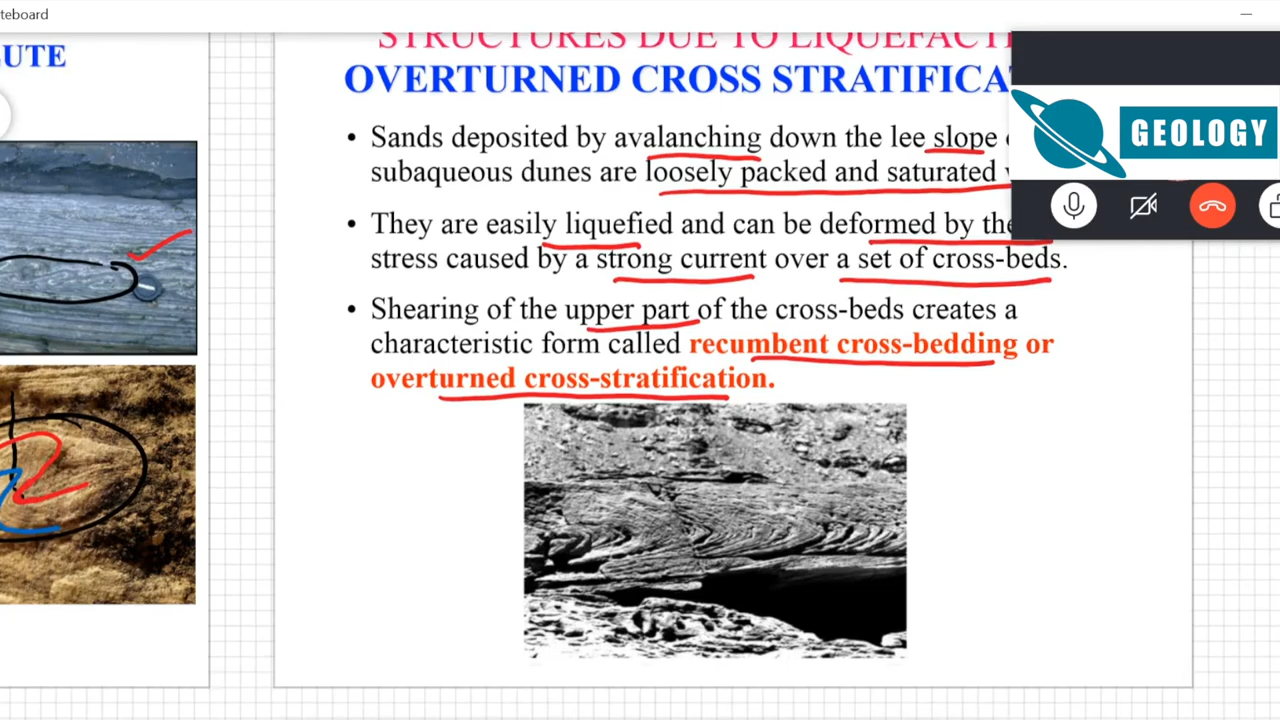 teboard
LUTE
STRUCTURES DUE TO
OVERTURNED CROSS
• Sands deposited by avalanching down the lee slope
subaqueous dunes are loosely packed and saturated
• They are easily liquefied and can be deformed by the
stress caused by a strong current over a set of cross-beds.
• Shearing of the upper part of the cross-beds creates a
characteristic form called recumbent cross-bedding or
overturned cross-stratification.
GEOLOGY